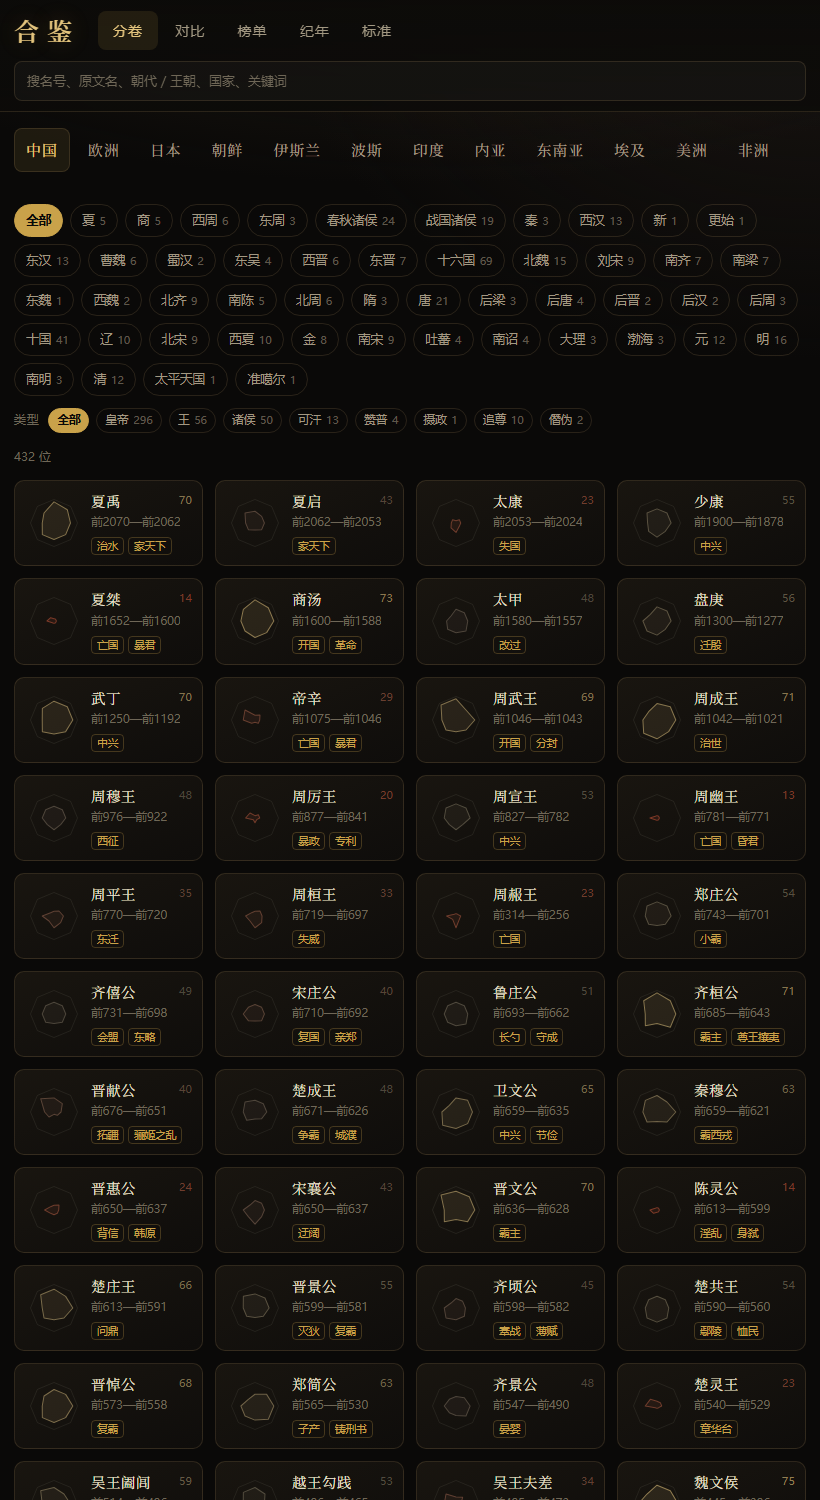 合鉴 分卷 对比 榜单 纪年 标准
搜名号、原文名、朝代 / 王朝、国家、关键词
中国 欧洲 日本 朝鲜 伊斯兰 波斯 印度 内亚 东南亚 埃及 美洲 非洲
全部 夏 5 商 5 西周 6 东周 3 春秋诸侯 24 战国诸侯 19 秦 3 西汉 13 新 1 更始 1
东汉 13 曹魏 6 蜀汉 2 东吴 4 西晋 6 东晋 7 十六国 69 北魏 15 刘宋 9 南齐 7 南梁 7
东魏 1 西魏 2 北齐 9 南陈 5 北周 6 隋 3 唐 21 后梁 3 后唐 4 后晋 2 后汉 2 后周 3
十国 41 辽 10 北宋 9 西夏 10 金 8 南宋 9 吐蕃 4 南诏 4 大理 3 渤海 3 元 12 明 16
南明 3 清 12 太平天国 1 准噶尔 1
类型 全部 皇帝 296 王 56 诸侯 50 可汗 13 赞普 4 摄政 1 追尊 10 僭伪 2
432 位
夏禹 70 夏启 43 太康 23 少康 55
前2070—前2062 前2062—前2053 前2053—前2024 前1900—前1878
治水 家天下 家天下 失国 中兴
夏桀 14 商汤 73 太甲 48 盘庚 56
前1652—前1600 前1600—前1588 前1580—前1557 前1300—前1277
亡国 暴君 开国 革命 改过 迁殷
武丁 70 帝辛 29 周武王 69 周成王 71
前1250—前1192 前1075—前1046 前1046—前1043 前1042—前1021
中兴 亡国 暴君 开国 分封 治世
周穆王 48 周厉王 20 周宣王 53 周幽王 13
前976—前922 前877—前841 前827—前782 前781—前771
西征 暴政 专利 中兴 亡国 昏君
周平王 35 周桓王 33 周赧王 23 郑庄公 54
前770—前720 前719—前697 前314—前256 前743—前701
东迁 失威 亡国 小霸
齐僖公 49 宋庄公 40 鲁庄公 51 齐桓公 71
前731—前698 前710—前692 前693—前662 前685—前643
会盟 东略 复国 亲郑 长勺 守成 霸主 尊王攘夷
晋献公 40 楚成王 48 卫文公 65 秦穆公 63
前676—前651 前671—前626 前659—前635 前659—前621
拓疆 骊姬之乱 争霸 城濮 中兴 节俭 霸西戎
晋惠公 24 宋襄公 43 晋文公 70 陈灵公 14
前650—前637 前650—前637 前636—前628 前613—前599
背信 韩原 迂阔 霸主 淫乱 身弑
楚庄王 66 晋景公 55 齐顷公 45 楚共王 54
前613—前591 前599—前581 前598—前582 前590—前560
问鼎 灭狄 复霸 鞌战 薄赋 鄢陵 恤民
晋悼公 68 郑简公 63 齐景公 48 楚灵王 23
前573—前558 前565—前530 前547—前490 前540—前529
复霸 子产 铸刑书 晏婴 章华台
吴王阖闾 59 越王勾践 53 吴王夫差 34 魏文侯 75